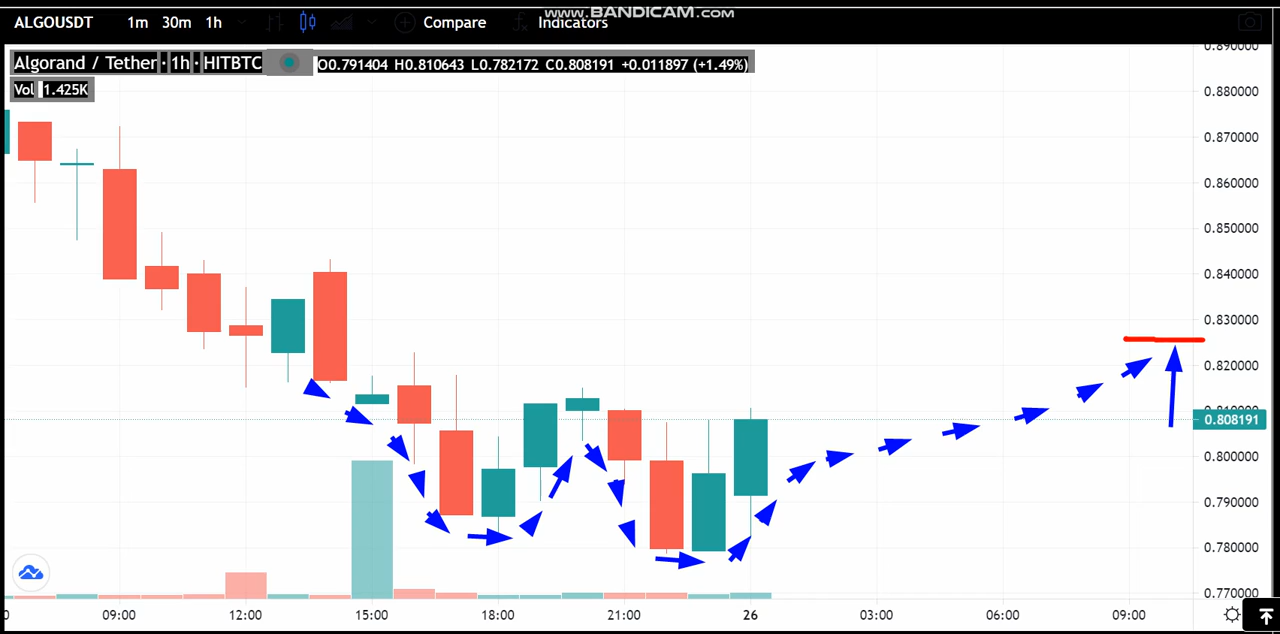 www.BANDICAM.com
ALGOUSDT 1m 30m 1h Compare Indicators
Algorand / Tether · 1h · HITBTC O0.791404 H0.810643 L0.782172 C0.808191 +0.011897 (+1.49%)
Vol 1.425K
0.890000
0.880000
0.870000
0.860000
0.850000
0.840000
0.830000
0.820000
0.810000
0.808191
0.800000
0.790000
0.780000
0.770000
09:00 12:00 15:00 18:00 21:00 26 03:00 06:00 09:00